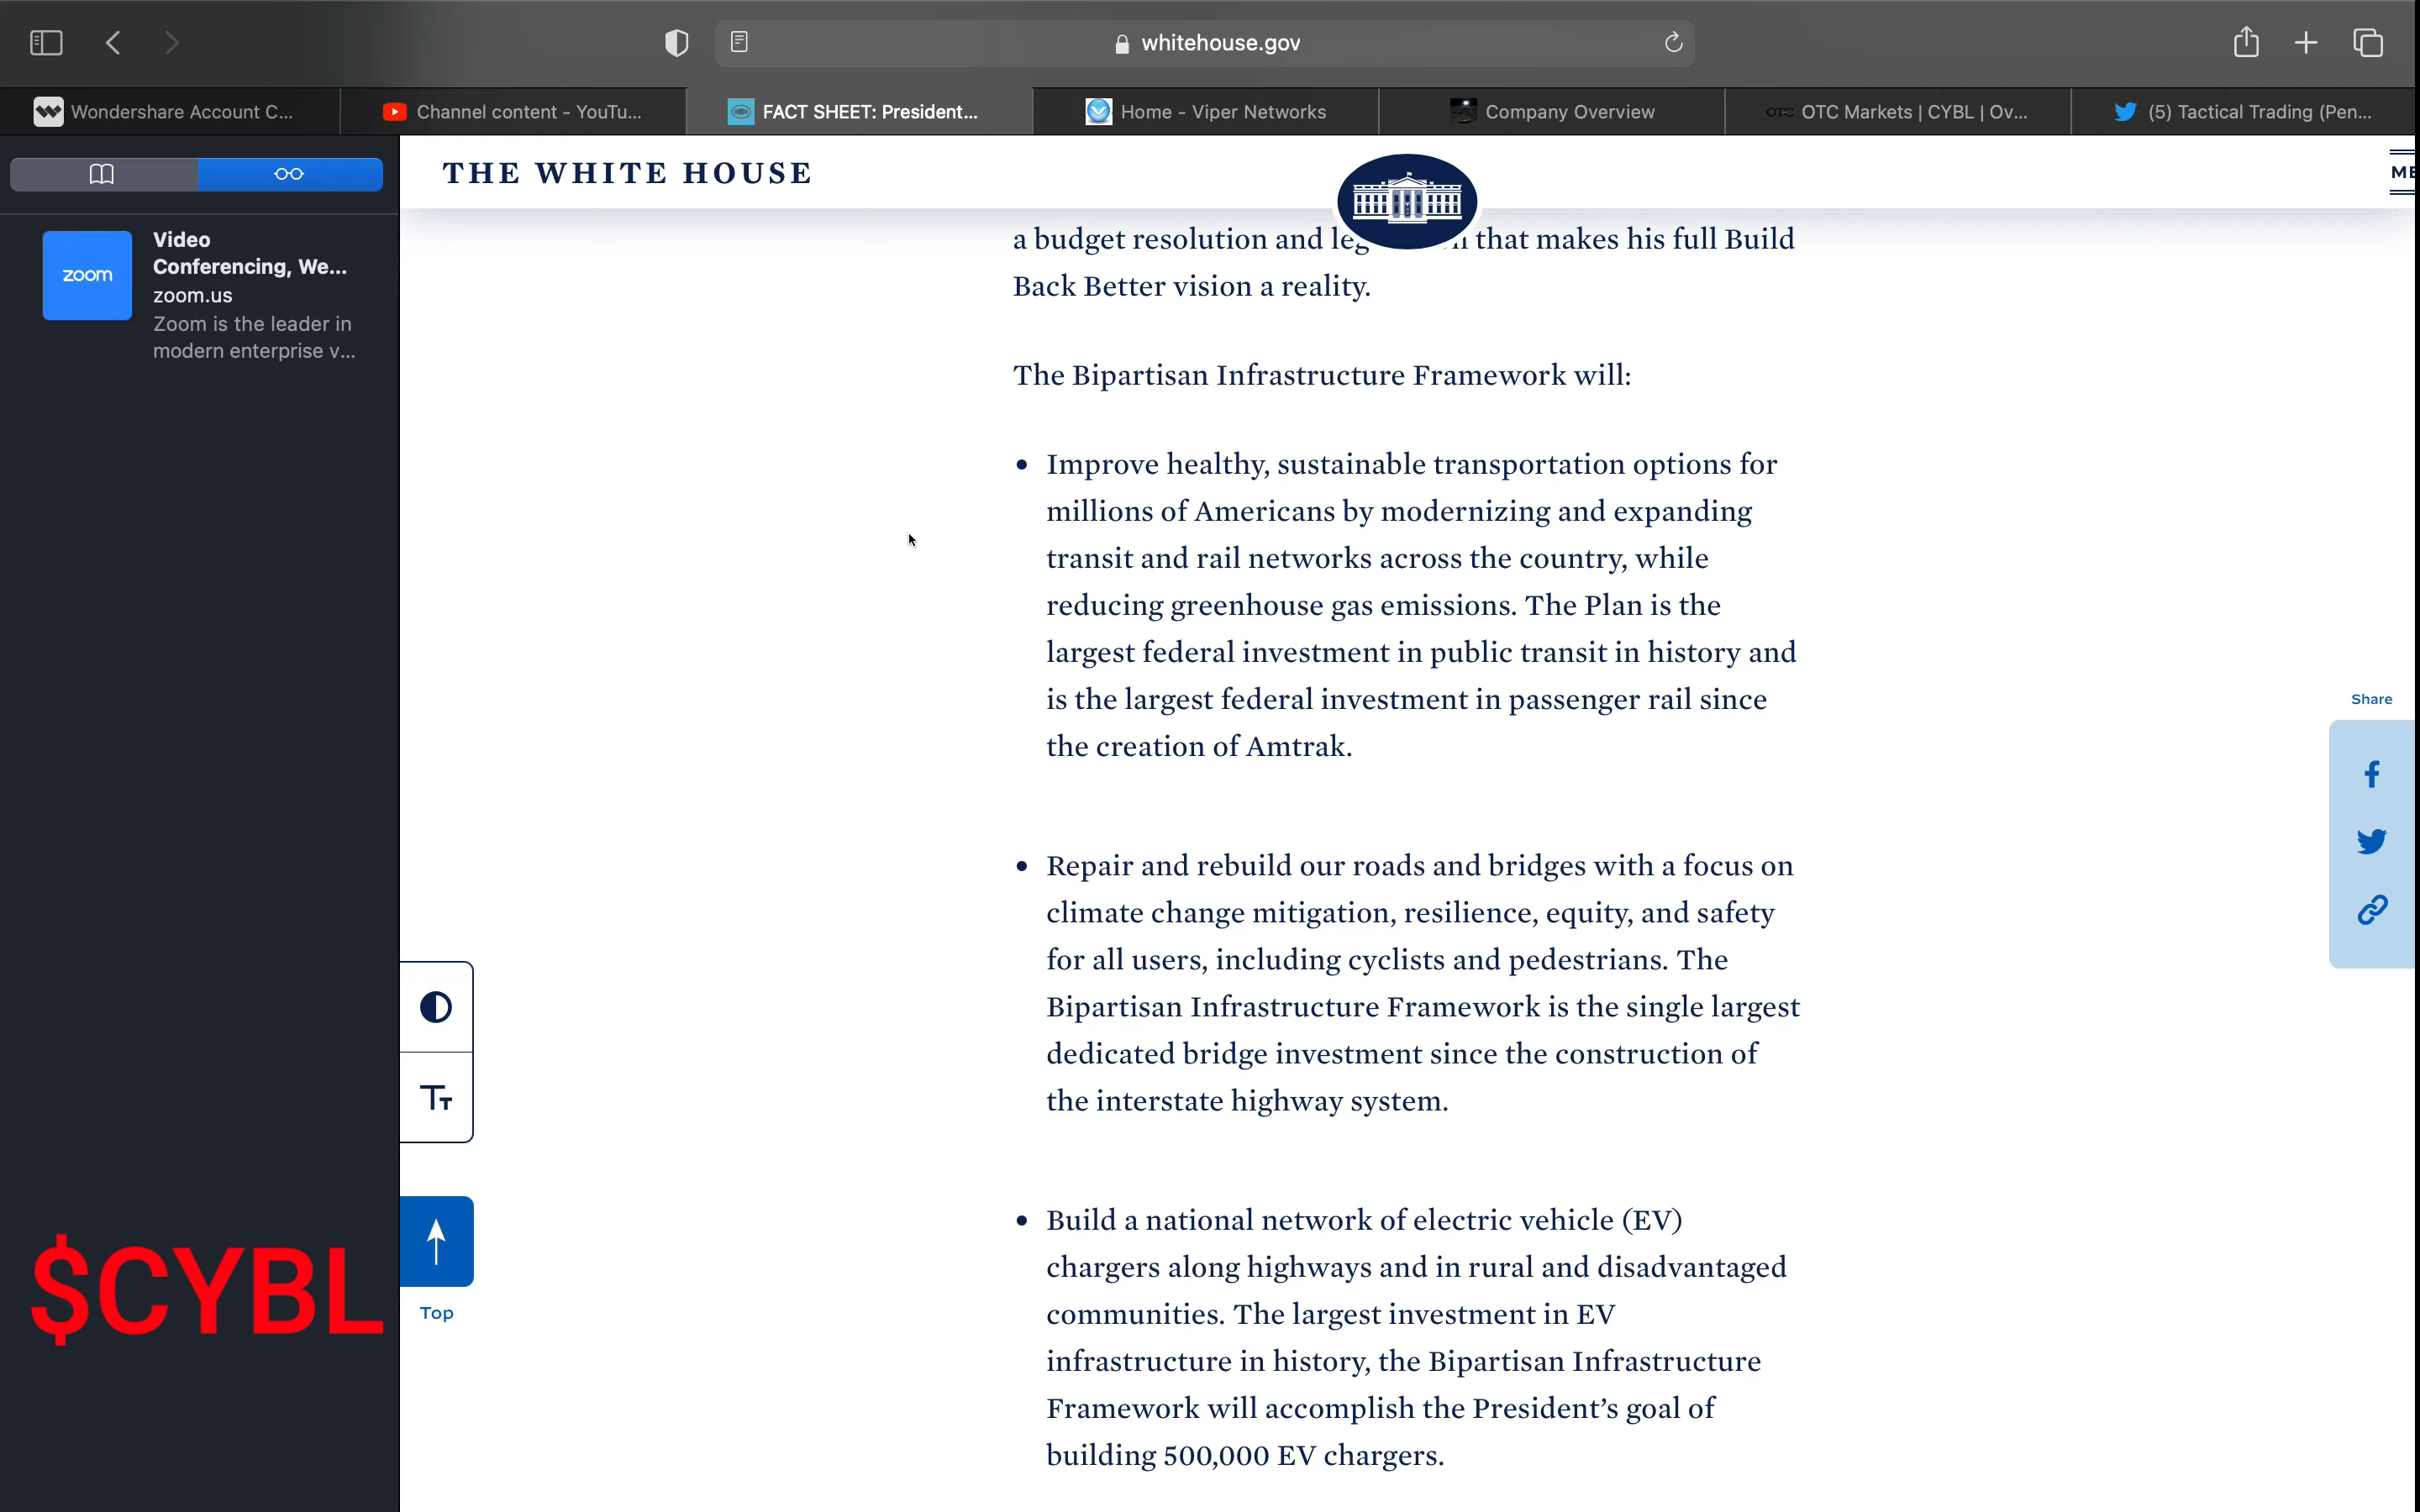 whitehouse.gov
Wondershare Account C...
Channel content - YouTu...
FACT SHEET: President...
Home - Viper Networks
Company Overview
OTC Markets | CYBL | Ov...
(5) Tactical Trading (Pen...
THE WHITE HOUSE
zoom
Video
Conferencing, We...
zoom.us
Zoom is the leader in
modern enterprise v...
a budget resolution and that makes his full Build
Back Better vision a reality.
The Bipartisan Infrastructure Framework will:
• Improve healthy, sustainable transportation options for
millions of Americans by modernizing and expanding
transit and rail networks across the country, while
reducing greenhouse gas emissions. The Plan is the
largest federal investment in public transit in history and
is the largest federal investment in passenger rail since
the creation of Amtrak.
• Repair and rebuild our roads and bridges with a focus on
climate change mitigation, resilience, equity, and safety
for all users, including cyclists and pedestrians. The
Bipartisan Infrastructure Framework is the single largest
dedicated bridge investment since the construction of
the interstate highway system.
• Build a national network of electric vehicle (EV)
chargers along highways and in rural and disadvantaged
communities. The largest investment in EV
infrastructure in history, the Bipartisan Infrastructure
Framework will accomplish the President’s goal of
building 500,000 EV chargers.
Share
Tт
Top
$CYBL